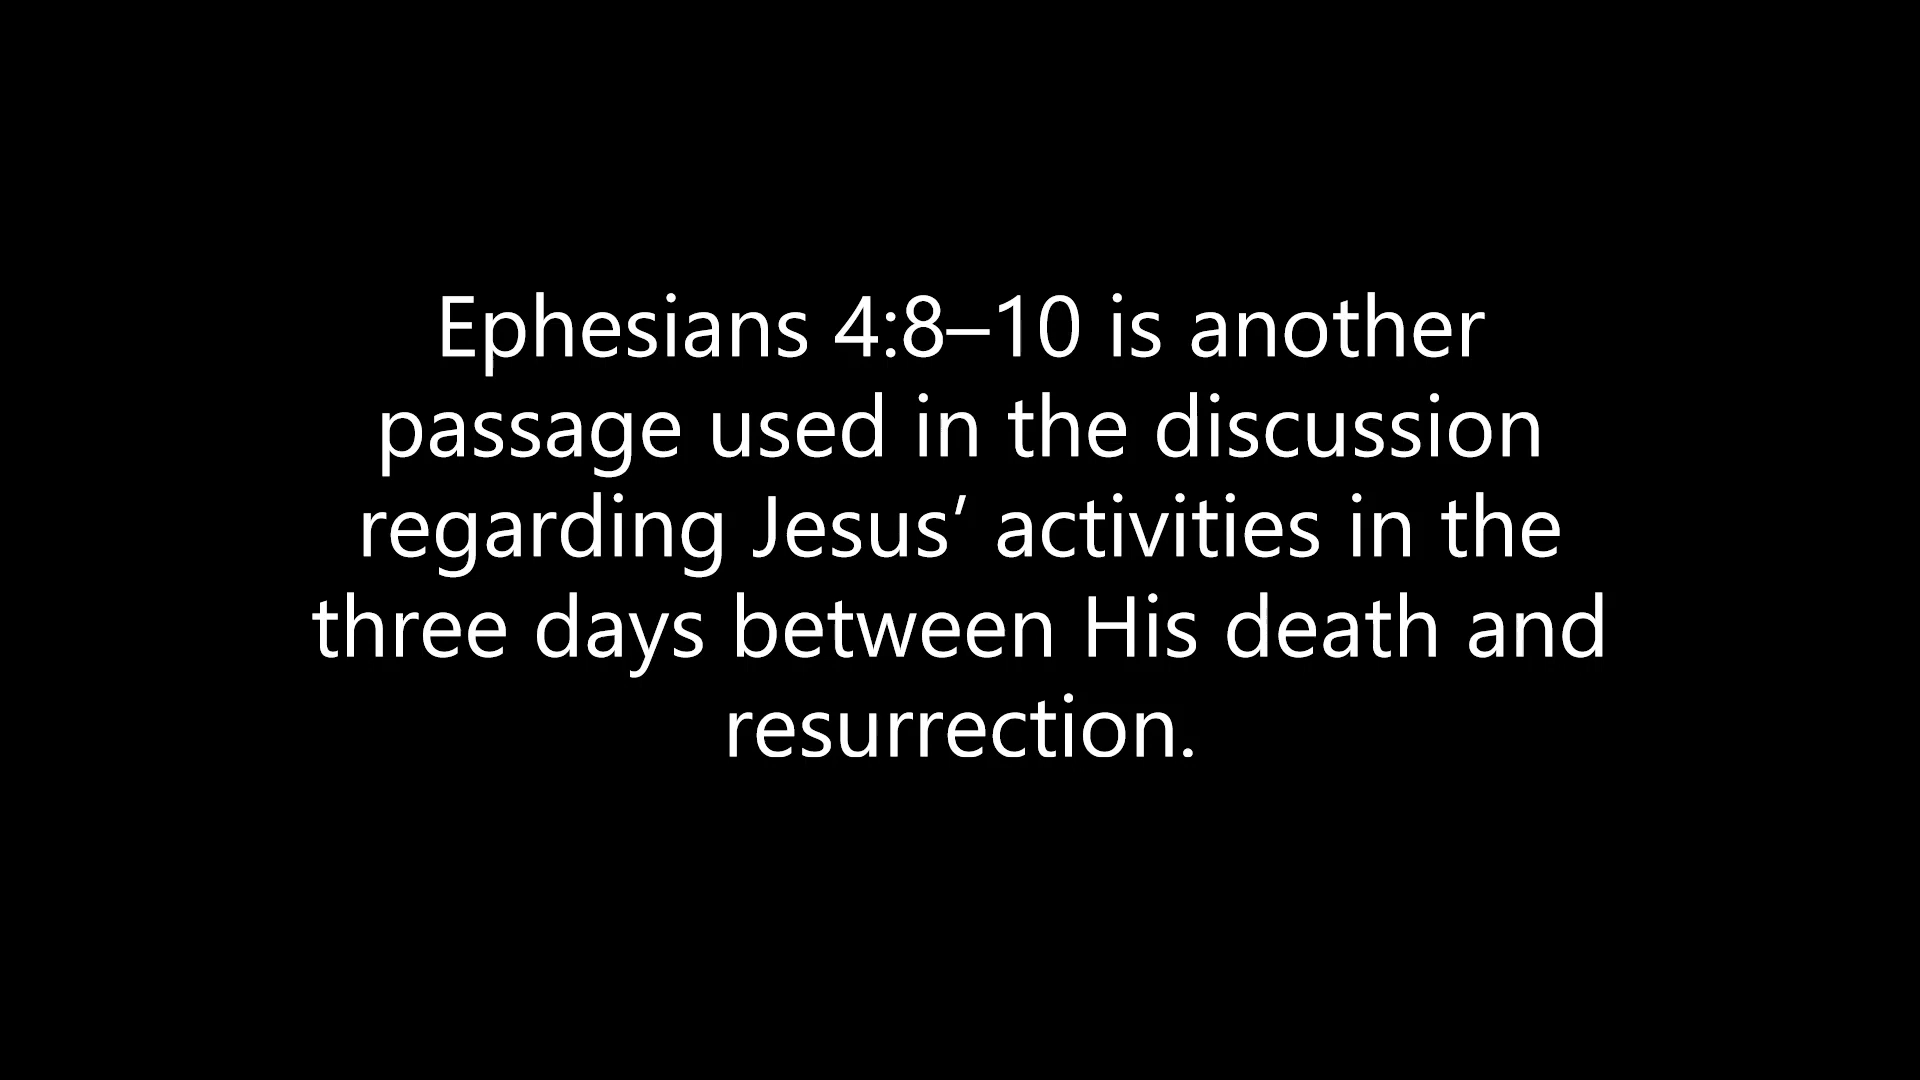 Ephesians 4:8–10 is another
passage used in the discussion
regarding Jesus’ activities in the
three days between His death and
resurrection.